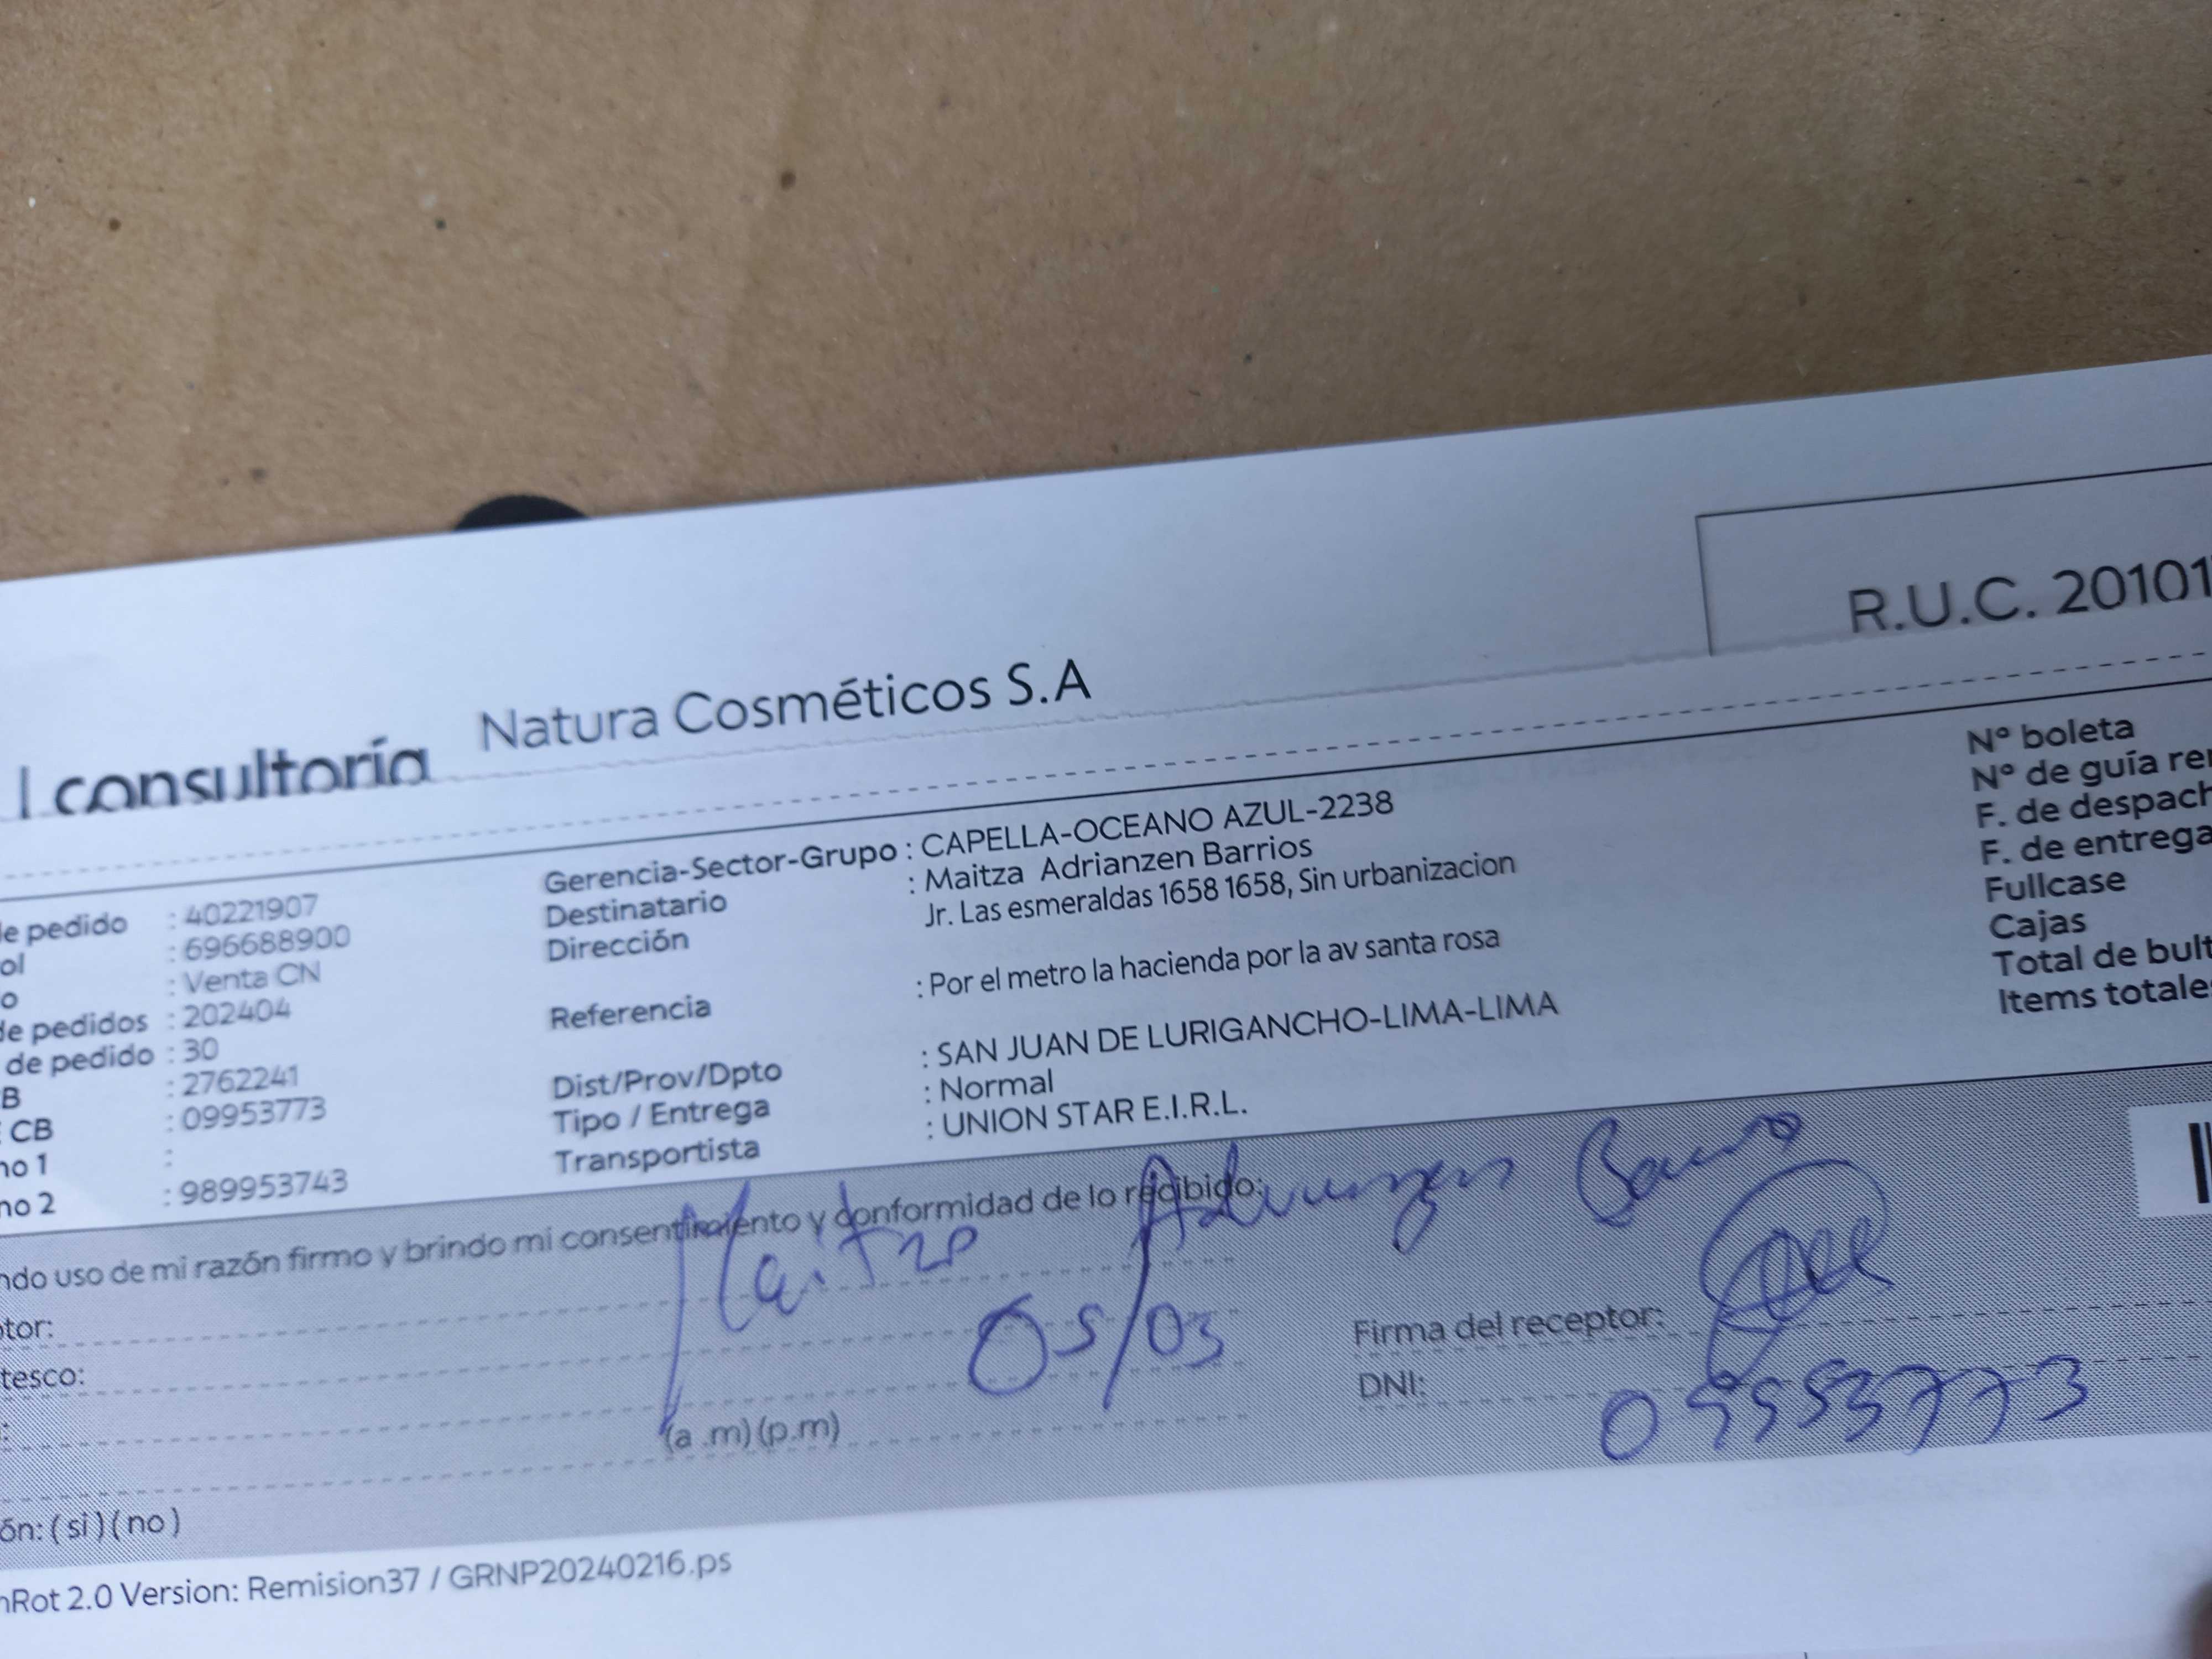 R.U.C. 20101
| consultoría Natura Cosméticos S.A
de pedido : 40221907
ol : 696688900
o : Venta CN
de pedidos : 202404
de pedido : 30
B : 2762241
CB : 09953773
no 1 :
no 2 : 989953743
Gerencia-Sector-Grupo : CAPELLA-OCEANO AZUL-2238
Destinatario : Maitza Adrianzen Barrios
Dirección Jr. Las esmeraldas 1658 1658, Sin urbanizacion
Referencia : Por el metro la hacienda por la av santa rosa
Dist/Prov/Dpto : SAN JUAN DE LURIGANCHO-LIMA-LIMA
Tipo / Entrega : Normal
Transportista : UNION STAR E.I.R.L.
N° boleta
N° de guía re
F. de despach
F. de entrega
Fullcase
Cajas
Total de bult
Items totale
ndo uso de mi razón firmo y brindo mi consentimiento y conformidad de lo recibido:
Maitza Adrianzen Barrios
tor:
tesco:
05/03
: (a .m) (p.m)
Firma del receptor:
DNI: 09953773
ón: ( si ) ( no )
nRot 2.0 Version: Remision37 / GRNP20240216.ps